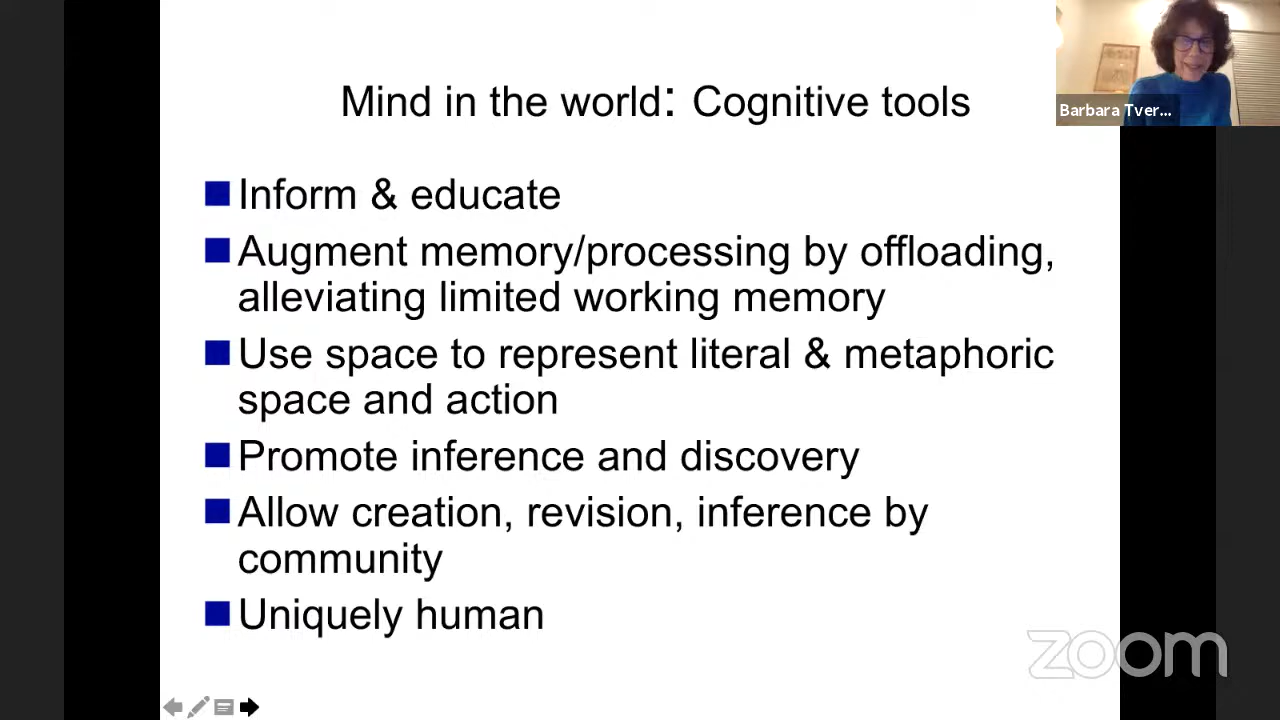 Mind in the world: Cognitive tools
Barbara Tver...
Inform & educate
Augment memory/processing by offloading,
alleviating limited working memory
Use space to represent literal & metaphoric
space and action
Promote inference and discovery
Allow creation, revision, inference by
community
Uniquely human
zoom